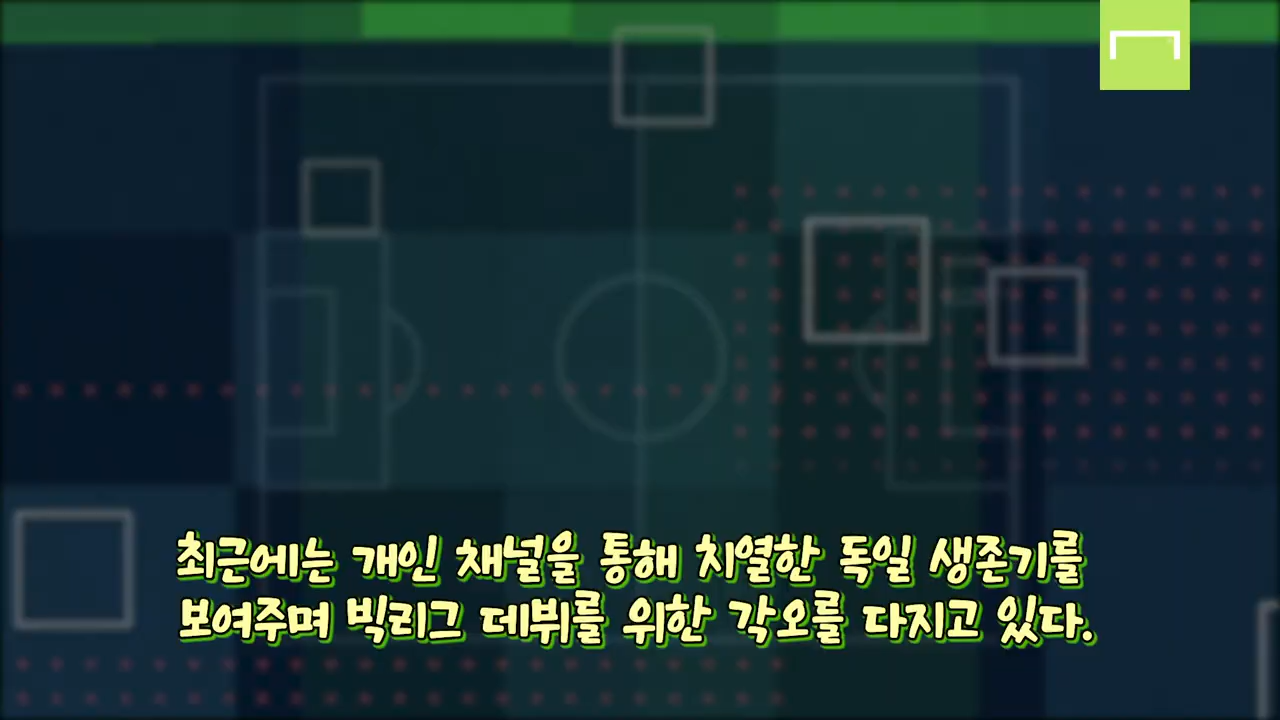 최근에는 개인 채널을 통해 치열한 독일 생존기를
보여주며 빅리그 데뷔를 위한 각오를 다지고 있다.